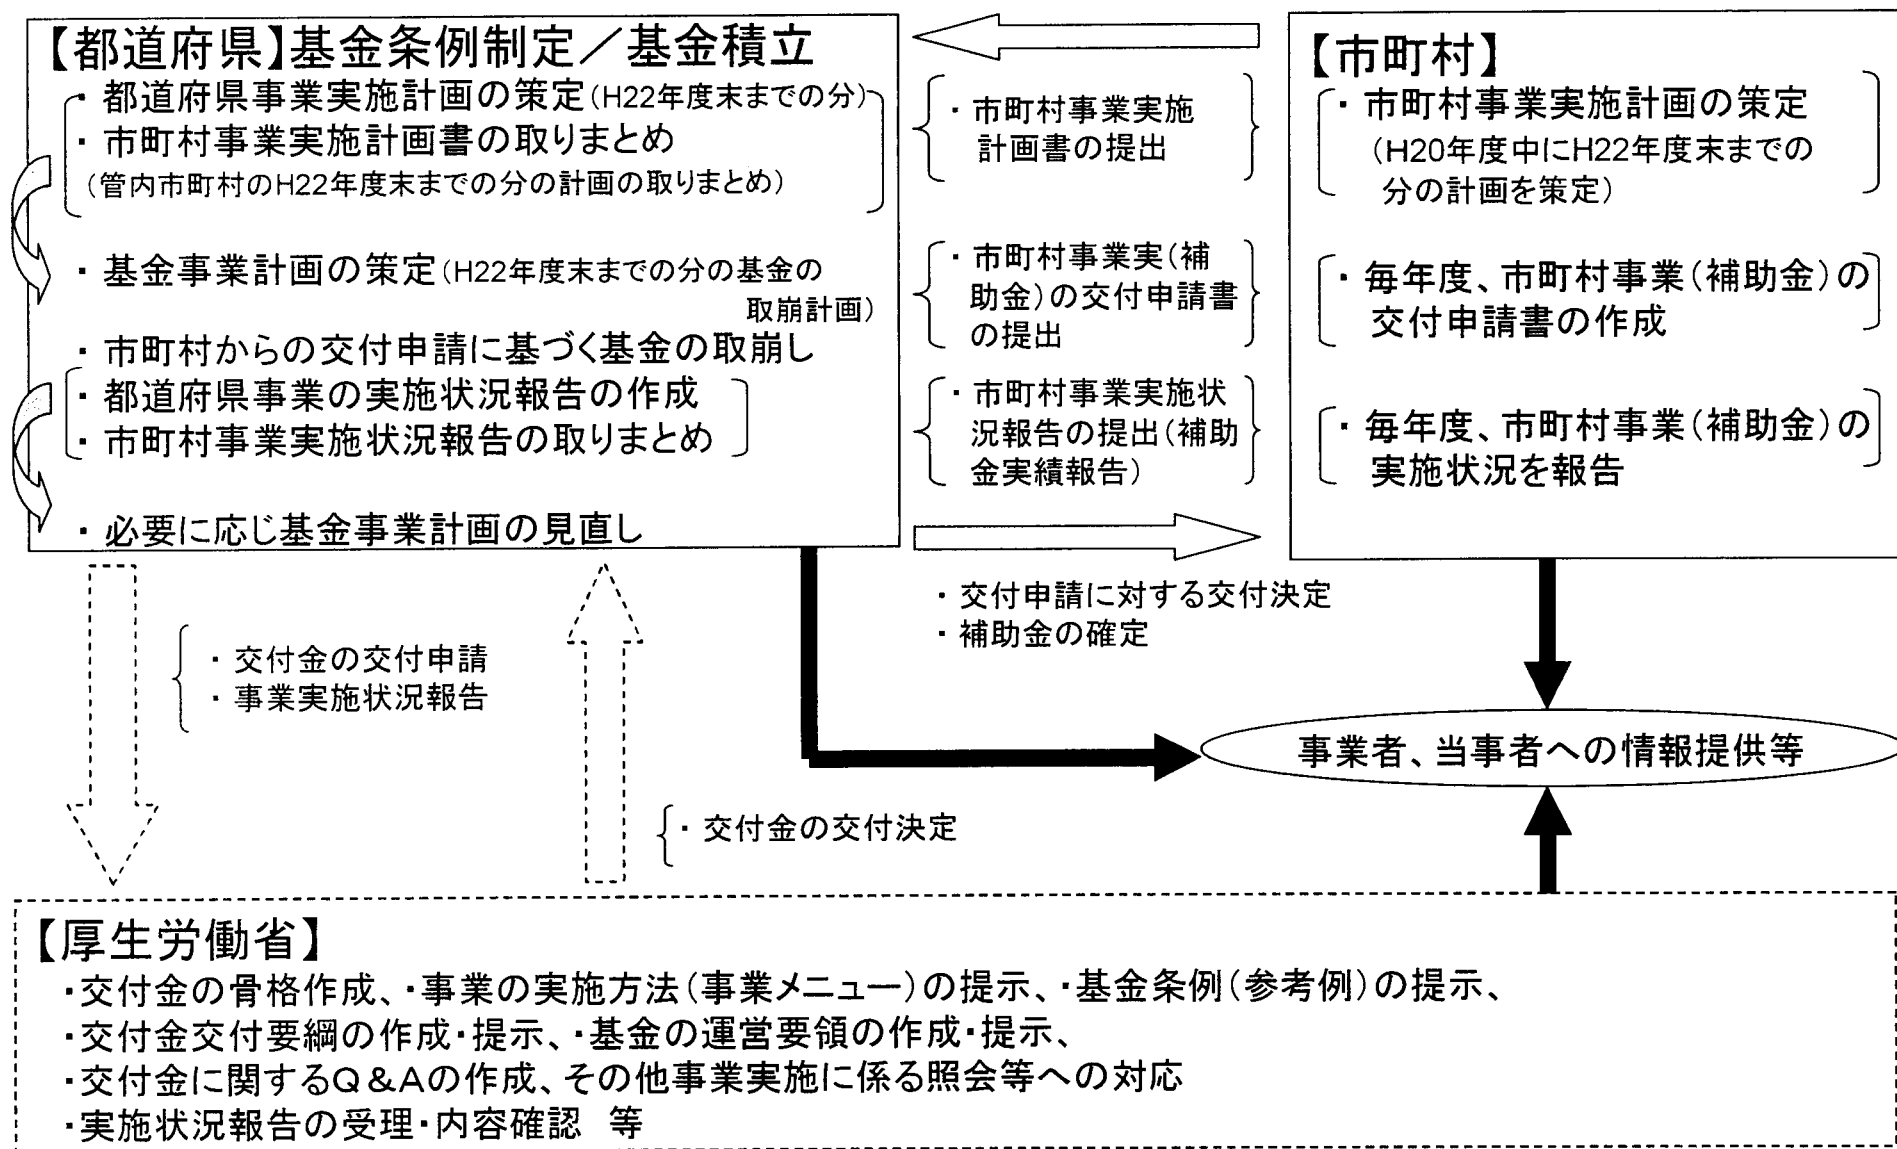 【都道府県】基金条例制定／基金積立
・都道府県事業実施計画の策定(H22年度末までの分)
・市町村事業実施計画書の取りまとめ
(管内市町村のH22年度末までの分の計画の取りまとめ)
・基金事業計画の策定(H22年度末までの分の基金の
取崩計画)
・市町村からの交付申請に基づく基金の取崩し
・都道府県事業の実施状況報告の作成
・市町村事業実施状況報告の取りまとめ
・必要に応じ基金事業計画の見直し
・市町村事業実施
計画書の提出
・市町村事業実(補
助金)の交付申請書
の提出
・市町村事業実施状
況報告の提出(補助
金実績報告)
【市町村】
・市町村事業実施計画の策定
(H20年度中にH22年度末までの
分の計画を策定)
・毎年度、市町村事業(補助金)の
交付申請書の作成
・毎年度、市町村事業(補助金)の
実施状況を報告
・交付申請に対する交付決定
・補助金の確定
・交付金の交付申請
・事業実施状況報告
・交付金の交付決定
事業者、当事者への情報提供等
【厚生労働省】
・交付金の骨格作成、・事業の実施方法(事業メニュー)の提示、・基金条例(参考例)の提示、
・交付金交付要綱の作成・提示、・基金の運営要領の作成・提示、
・交付金に関するQ＆Aの作成、その他事業実施に係る照会等への対応
・実施状況報告の受理・内容確認　等